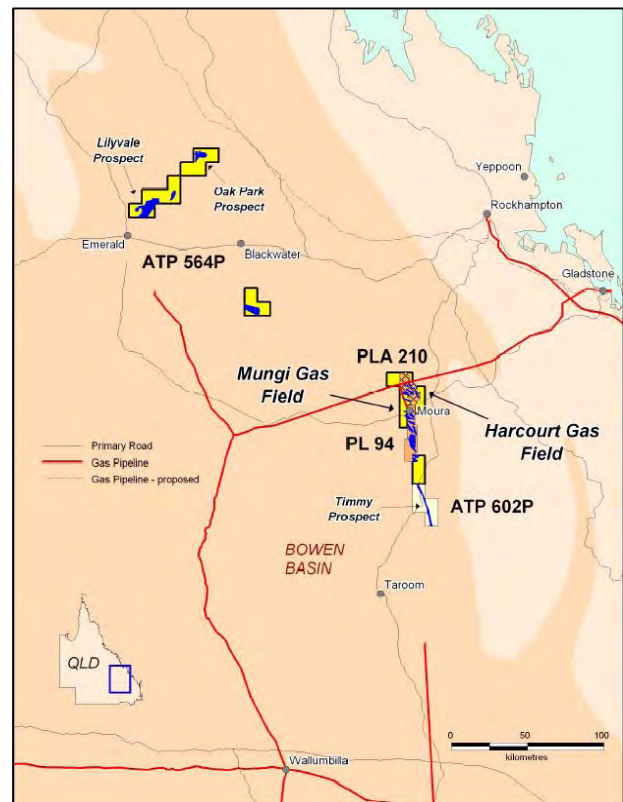 Lilyvale
Prospect
Oak Park
Prospect
Yeppoon
Rockhampton
Emerald
Blackwater
ATP 564P
Gladstone
PLA 210
Mungi Gas
Field
Moura
Harcourt Gas
Field
PL 94
Primary Road
Gas Pipeline
Gas Pipeline - proposed
Timmy
Prospect
ATP 602P
BOWEN
BASIN
Taroom
QLD
0 50 100
kilometres
Wallumbilla